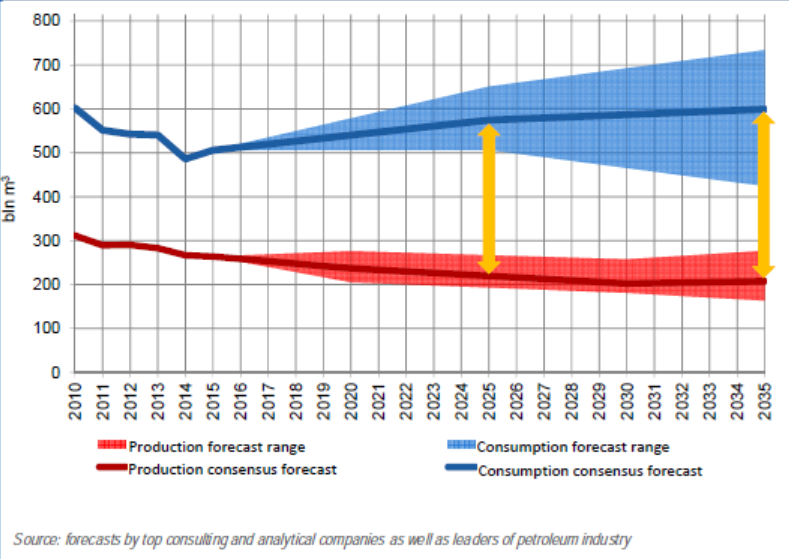 800
700
600
500
400
300
200
100
0
bln m³
2010 2011 2012 2013 2014 2015 2016 2017 2018 2019 2020 2021 2022 2023 2024 2025 2026 2027 2028 2029 2030 2031 2032 2033 2034 2035
Production forecast range Consumption forecast range
Production consensus forecast Consumption consensus forecast
Source: forecasts by top consulting and analytical companies as well as leaders of petroleum industry